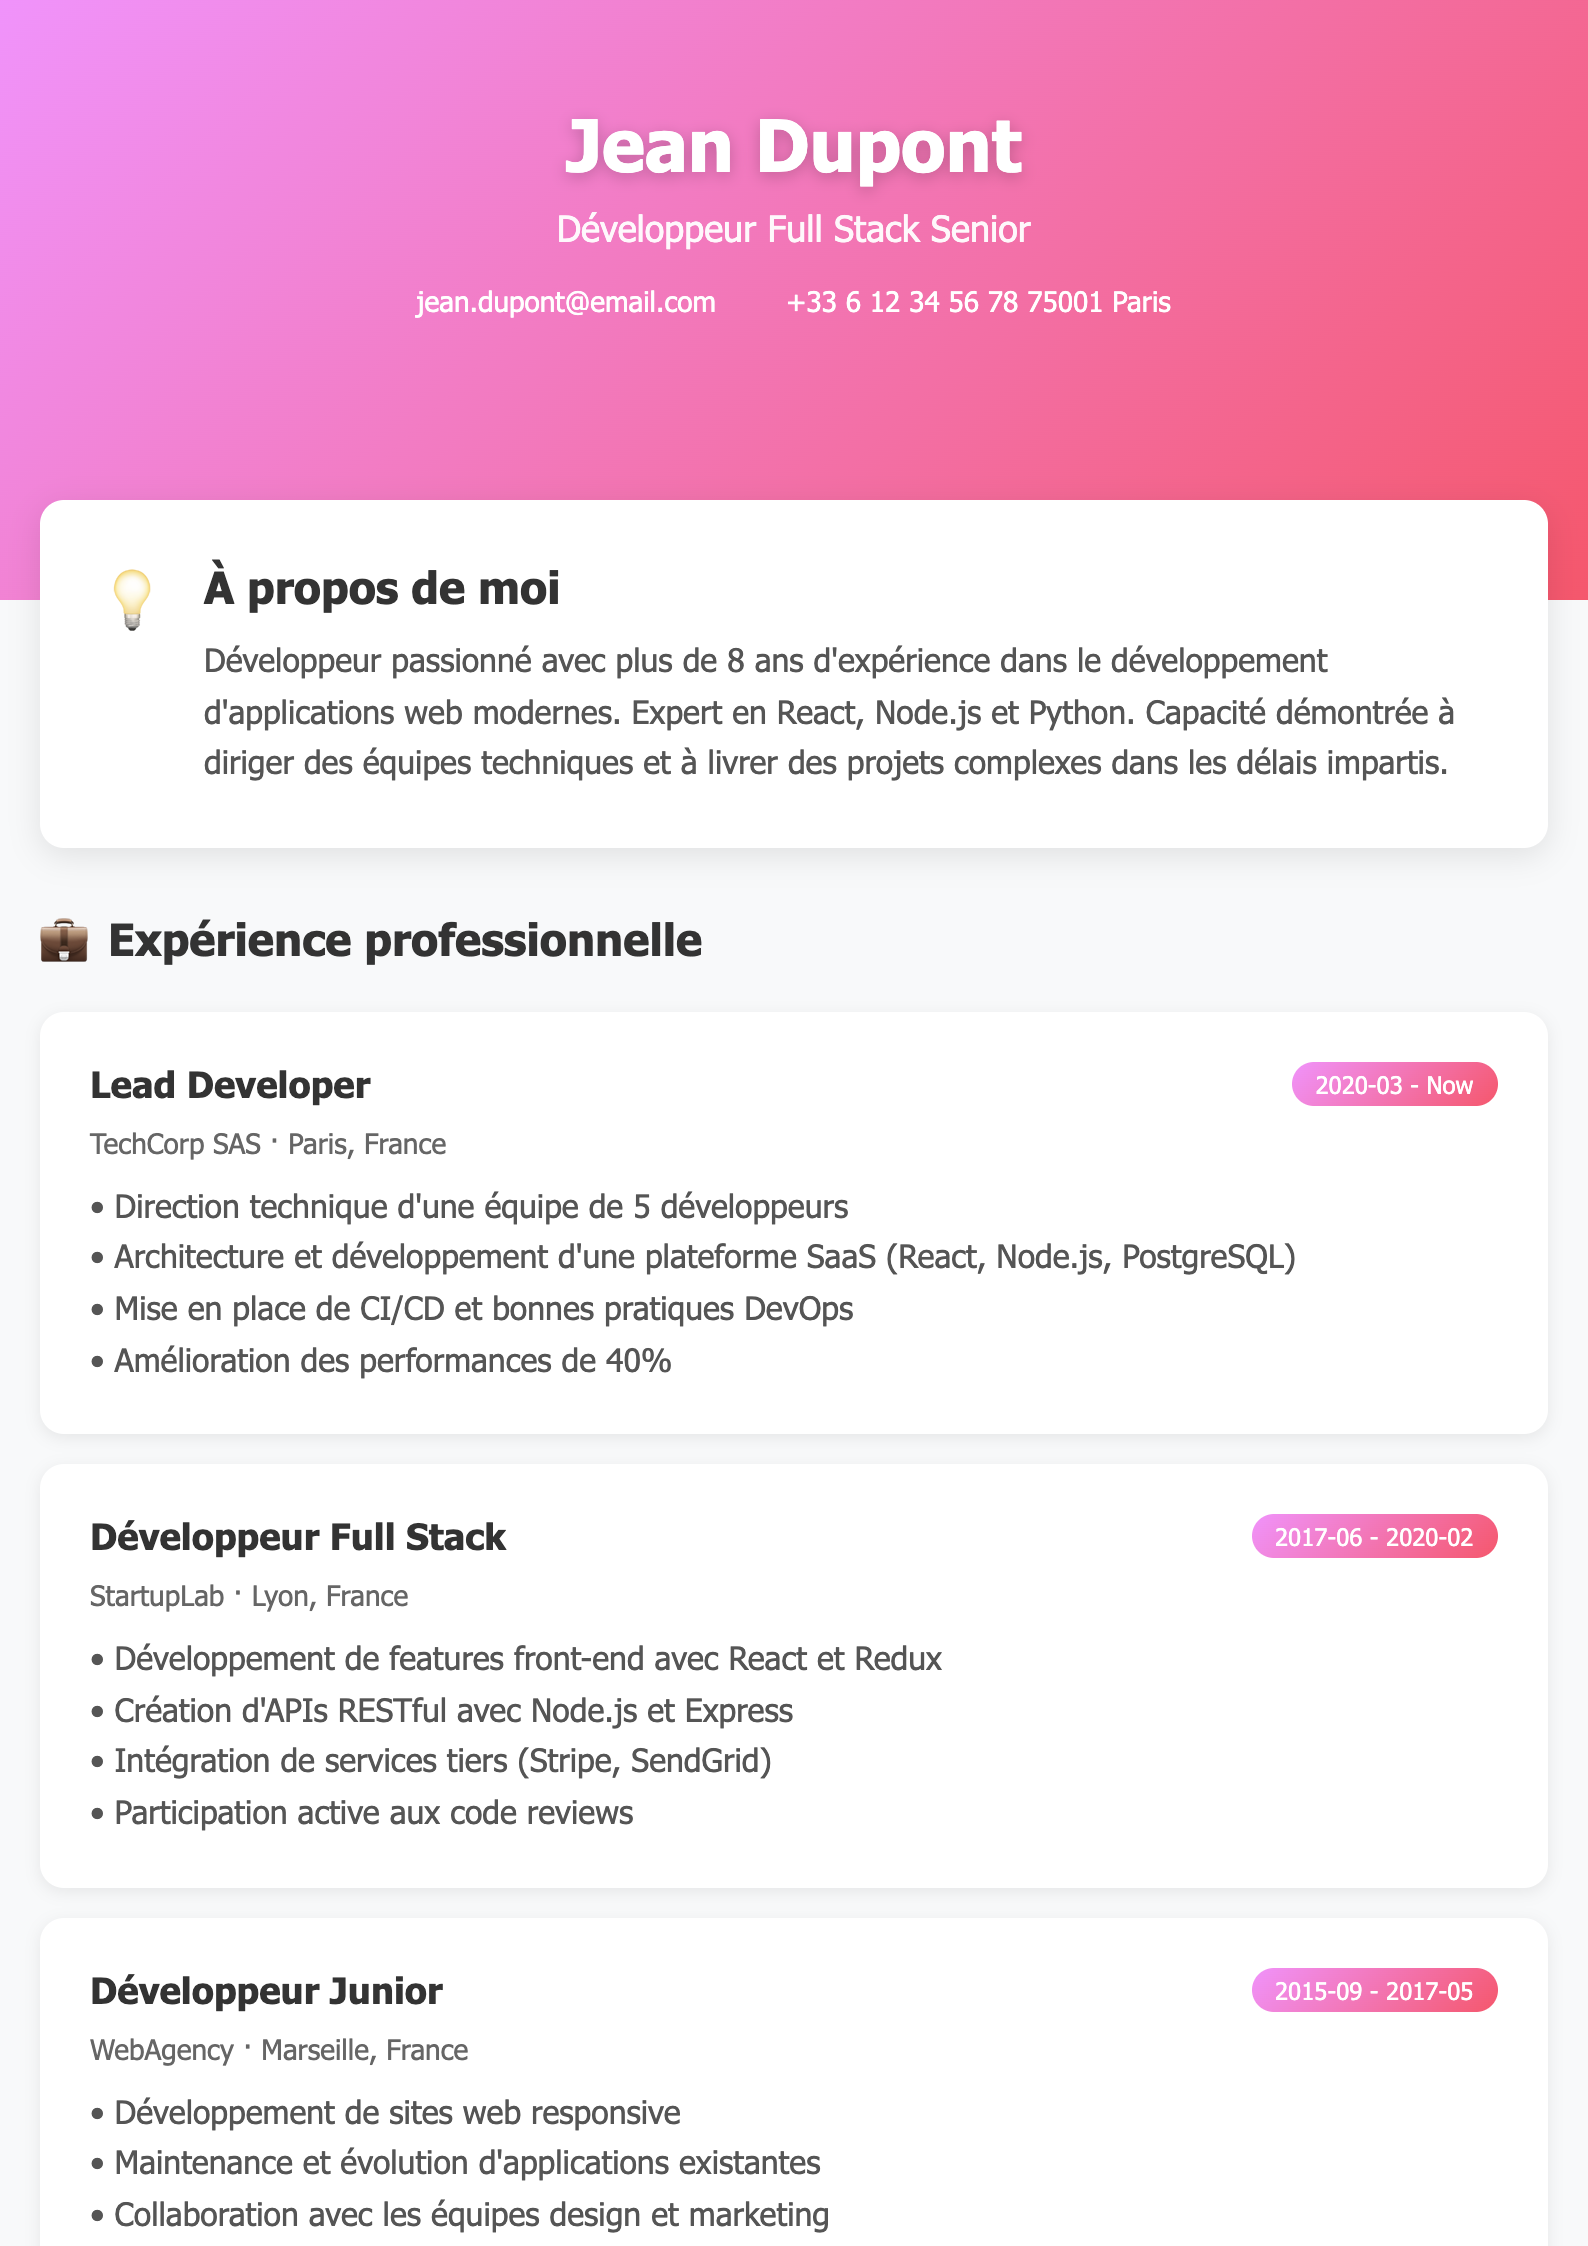 Jean Dupont
Développeur Full Stack Senior
jean.dupont@email.com +33 6 12 34 56 78 75001 Paris
À propos de moi
Développeur passionné avec plus de 8 ans d'expérience dans le développement
d'applications web modernes. Expert en React, Node.js et Python. Capacité démontrée à
diriger des équipes techniques et à livrer des projets complexes dans les délais impartis.
Expérience professionnelle
Lead Developer
2020-03 - Now
TechCorp SAS · Paris, France
• Direction technique d'une équipe de 5 développeurs
• Architecture et développement d'une plateforme SaaS (React, Node.js, PostgreSQL)
• Mise en place de CI/CD et bonnes pratiques DevOps
• Amélioration des performances de 40%
Développeur Full Stack
2017-06 - 2020-02
StartupLab · Lyon, France
• Développement de features front-end avec React et Redux
• Création d'APIs RESTful avec Node.js et Express
• Intégration de services tiers (Stripe, SendGrid)
• Participation active aux code reviews
Développeur Junior
2015-09 - 2017-05
WebAgency · Marseille, France
• Développement de sites web responsive
• Maintenance et évolution d'applications existantes
• Collaboration avec les équipes design et marketing